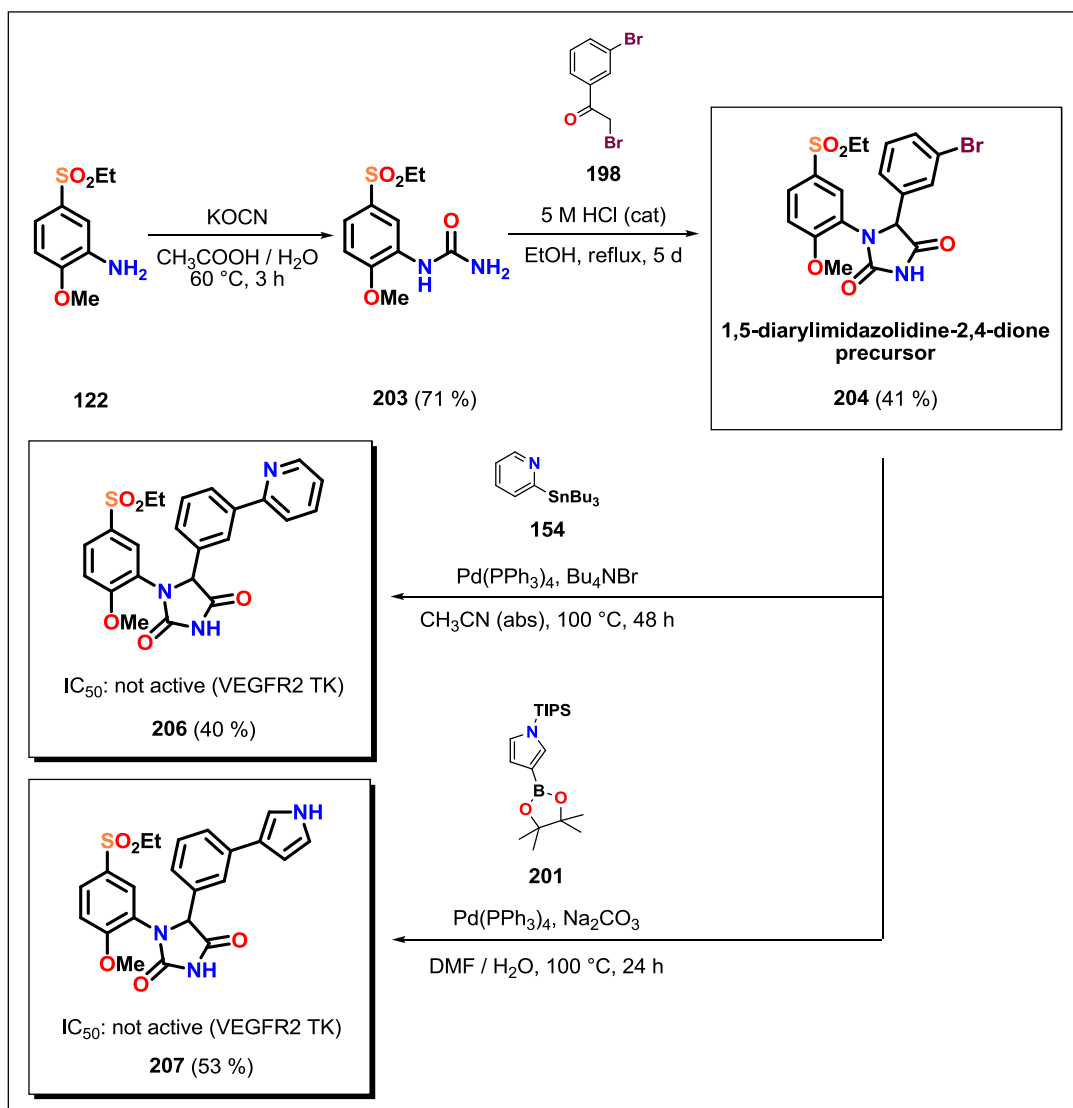 Br
O
Br
198
SO₂Et
NH₂
OMe
122
KOCN
CH₃COOH / H₂O
60 °C, 3 h
SO₂Et
O
N
H
NH₂
OMe
203 (71 %)
5 M HCl (cat)
EtOH, reflux, 5 d
SO₂Et
Br
N
O
OMe
O
NH
1,5-diarylimidazolidine-2,4-dione
precursor
204 (41 %)
N
SO₂Et
N
O
OMe
O
NH
IC₅₀: not active (VEGFR2 TK)
206 (40 %)
N
SnBu₃
154
Pd(PPh₃)₄, Bu₄NBr
CH₃CN (abs), 100 °C, 48 h
NH
SO₂Et
N
O
OMe
O
NH
IC₅₀: not active (VEGFR2 TK)
207 (53 %)
TIPS
N
B
O
O
201
Pd(PPh₃)₄, Na₂CO₃
DMF / H₂O, 100 °C, 24 h